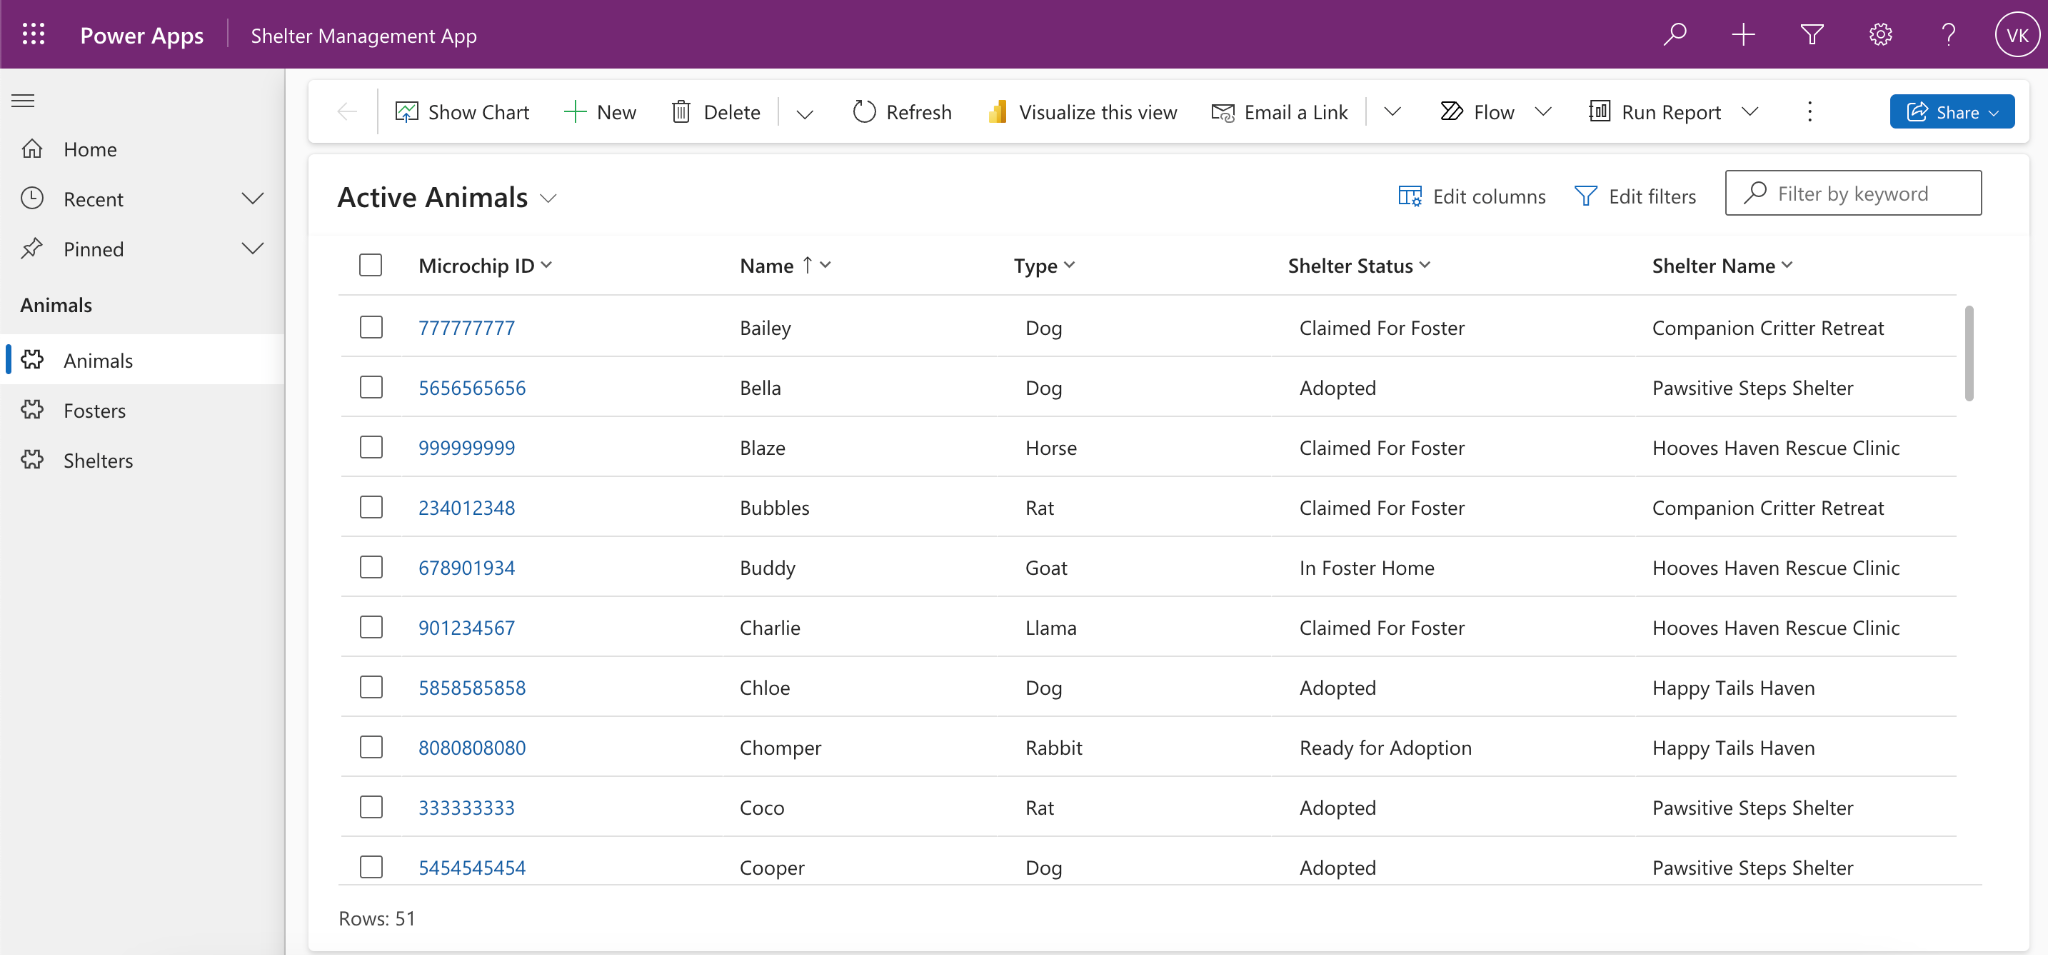 Power Apps Shelter Management App VK
Show Chart New Delete Refresh Visualize this view Email a Link Flow Run Report Share
Home
Recent
Pinned
Animals
Animals
Fosters
Shelters
Active Animals Edit columns Edit filters Filter by keyword
Microchip ID Name ↑ Type Shelter Status Shelter Name
777777777 Bailey Dog Claimed For Foster Companion Critter Retreat
5656565656 Bella Dog Adopted Pawsitive Steps Shelter
999999999 Blaze Horse Claimed For Foster Hooves Haven Rescue Clinic
234012348 Bubbles Rat Claimed For Foster Companion Critter Retreat
678901934 Buddy Goat In Foster Home Hooves Haven Rescue Clinic
901234567 Charlie Llama Claimed For Foster Hooves Haven Rescue Clinic
5858585858 Chloe Dog Adopted Happy Tails Haven
8080808080 Chomper Rabbit Ready for Adoption Happy Tails Haven
333333333 Coco Rat Adopted Pawsitive Steps Shelter
5454545454 Cooper Dog Adopted Pawsitive Steps Shelter
Rows: 51